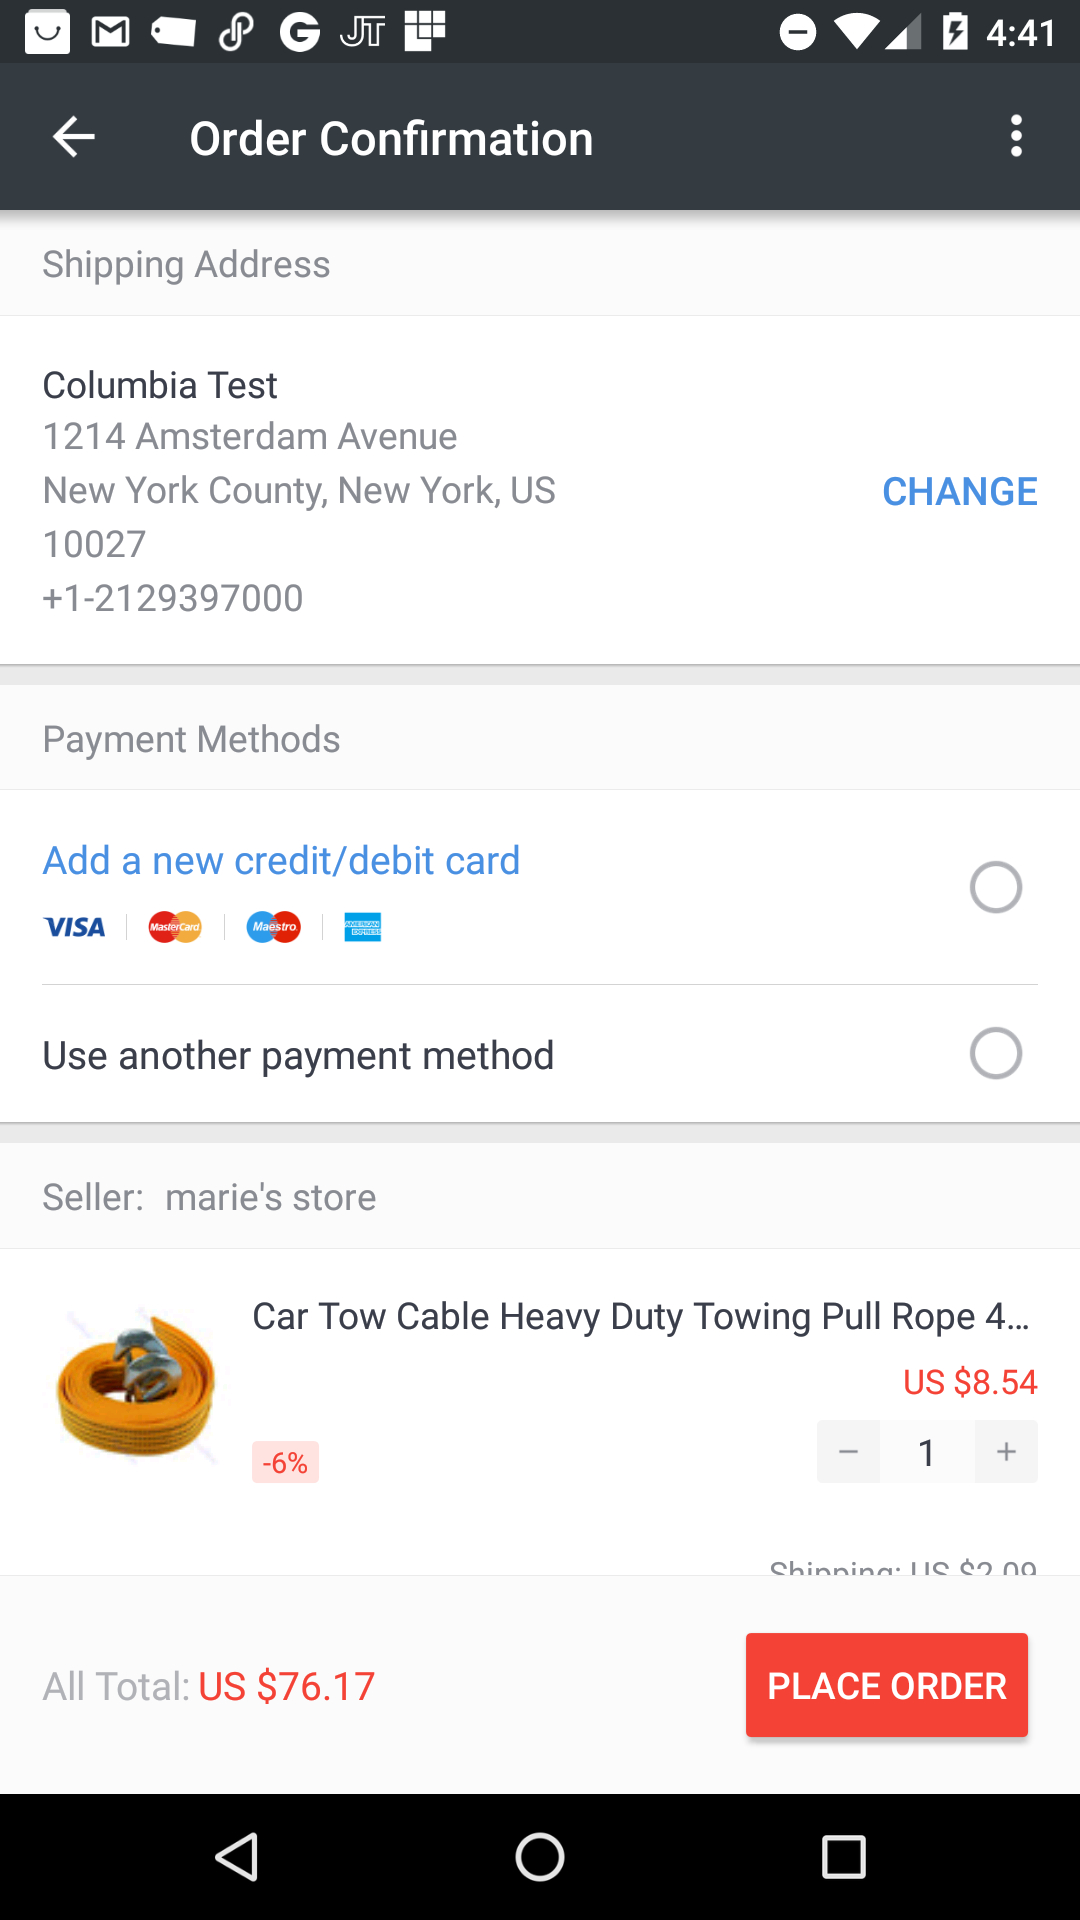 4:41
Order Confirmation
Shipping Address
Columbia Test
1214 Amsterdam Avenue
New York County, New York, US
10027
+1-2129397000
CHANGE
Payment Methods
Add a new credit/debit card
VISA MasterCard Maestro AMERICAN EXPRESS
Use another payment method
Seller: marie's store
Car Tow Cable Heavy Duty Towing Pull Rope 4...
US $8.54
-6%
− 1 +
Shipping: US $2.09
All Total: US $76.17
PLACE ORDER